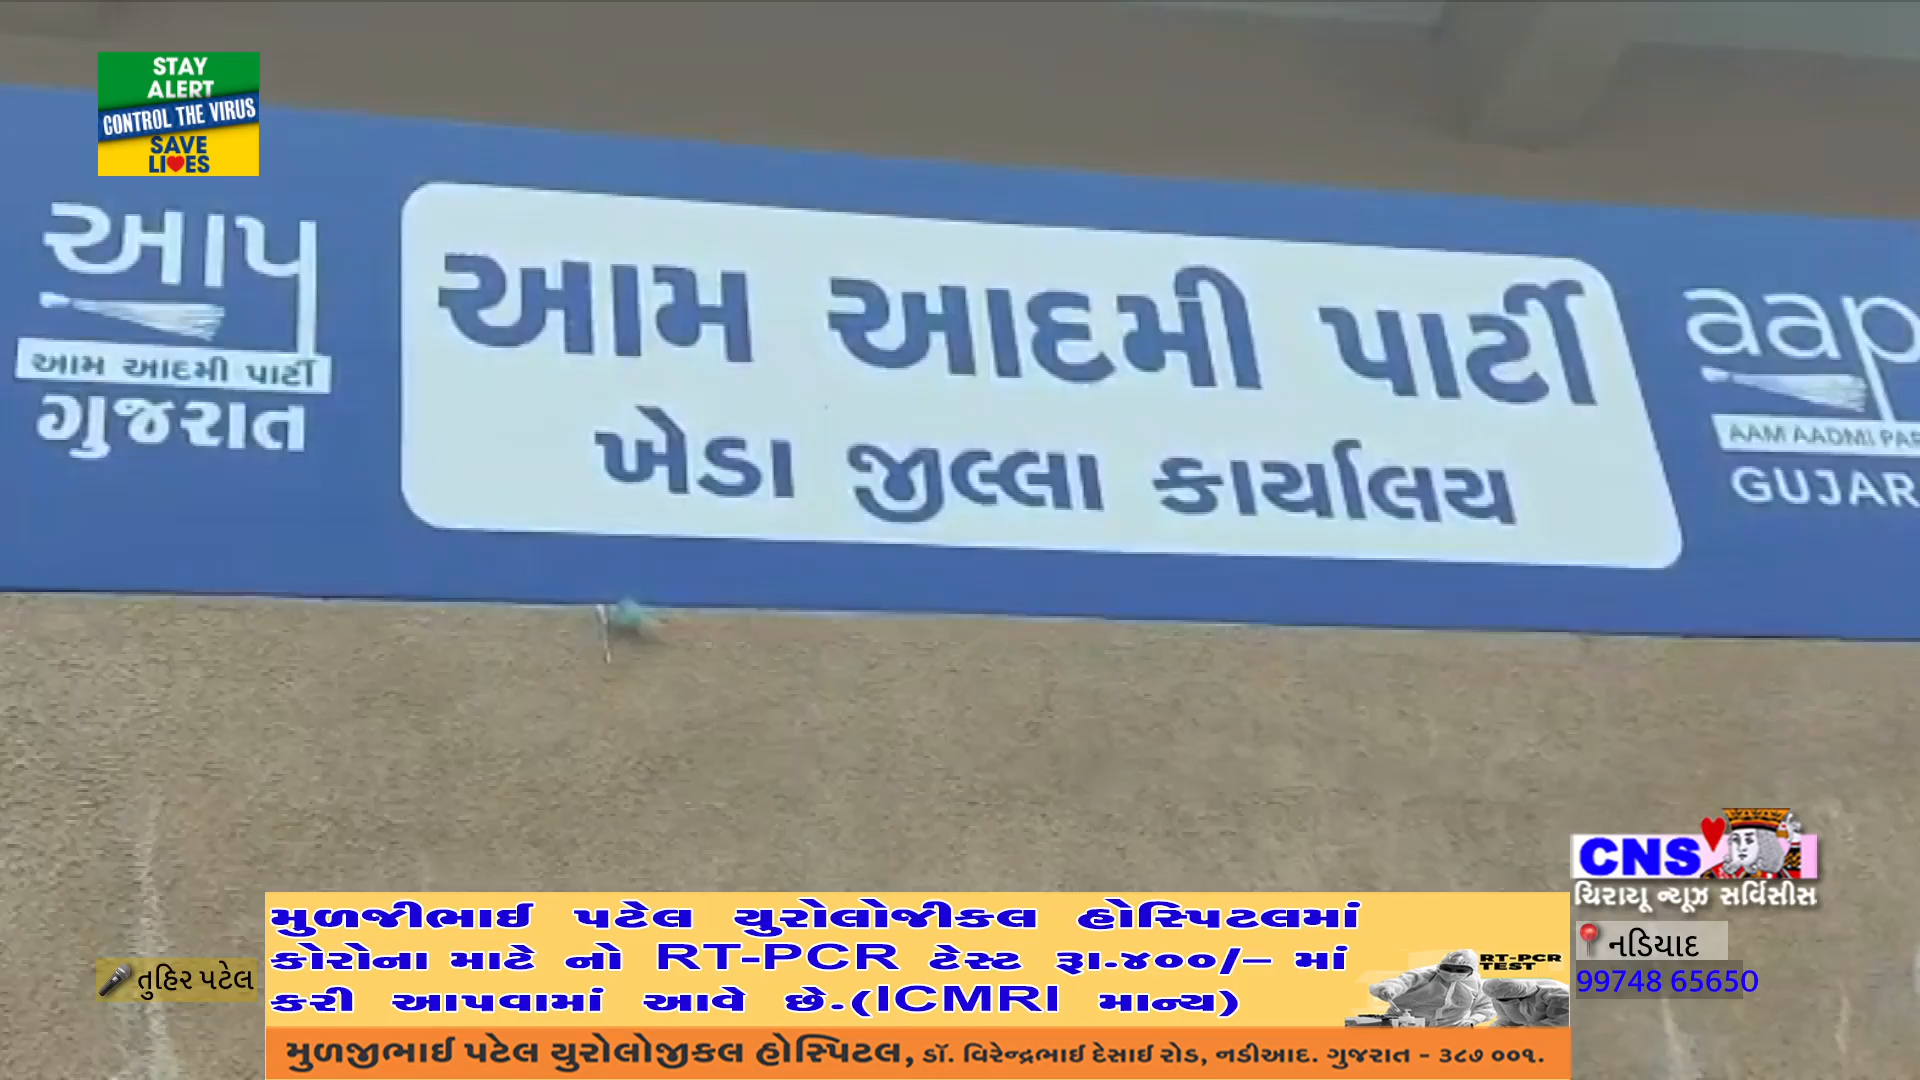 STAY
ALERT
CONTROL THE VIRUS
SAVE
LIVES
આપ
આમ આદમી પાર્ટી
ગુજરાત
આમ આદમી પાર્ટી
ખેડા જીલ્લા કાર્યાલય
aap
AAM AADMI PAR
GUJAR
CNS
ચિરાયૂ ન્યૂઝ સર્વિસીસ
નડિયાદ
99748 65650
તુહિર પટેલ
મુળજીભાઈ પટેલ યુરોલોજીકલ હોસ્પિટલમાં
કોરોના માટે નો RT-PCR ટેસ્ટ રૂા.૪૦૦/– માં
કરી આપવામાં આવે છે.(ICMRI માન્ય)
RT-PCR
TEST
મુળજીભાઈ પટેલ યુરોલોજીકલ હોસ્પિટલ, ડૉ. વિરેન્દ્રભાઈ દેસાઈ રોડ, નડીઆદ. ગુજરાત - ૩૮૭ ૦૦૧.